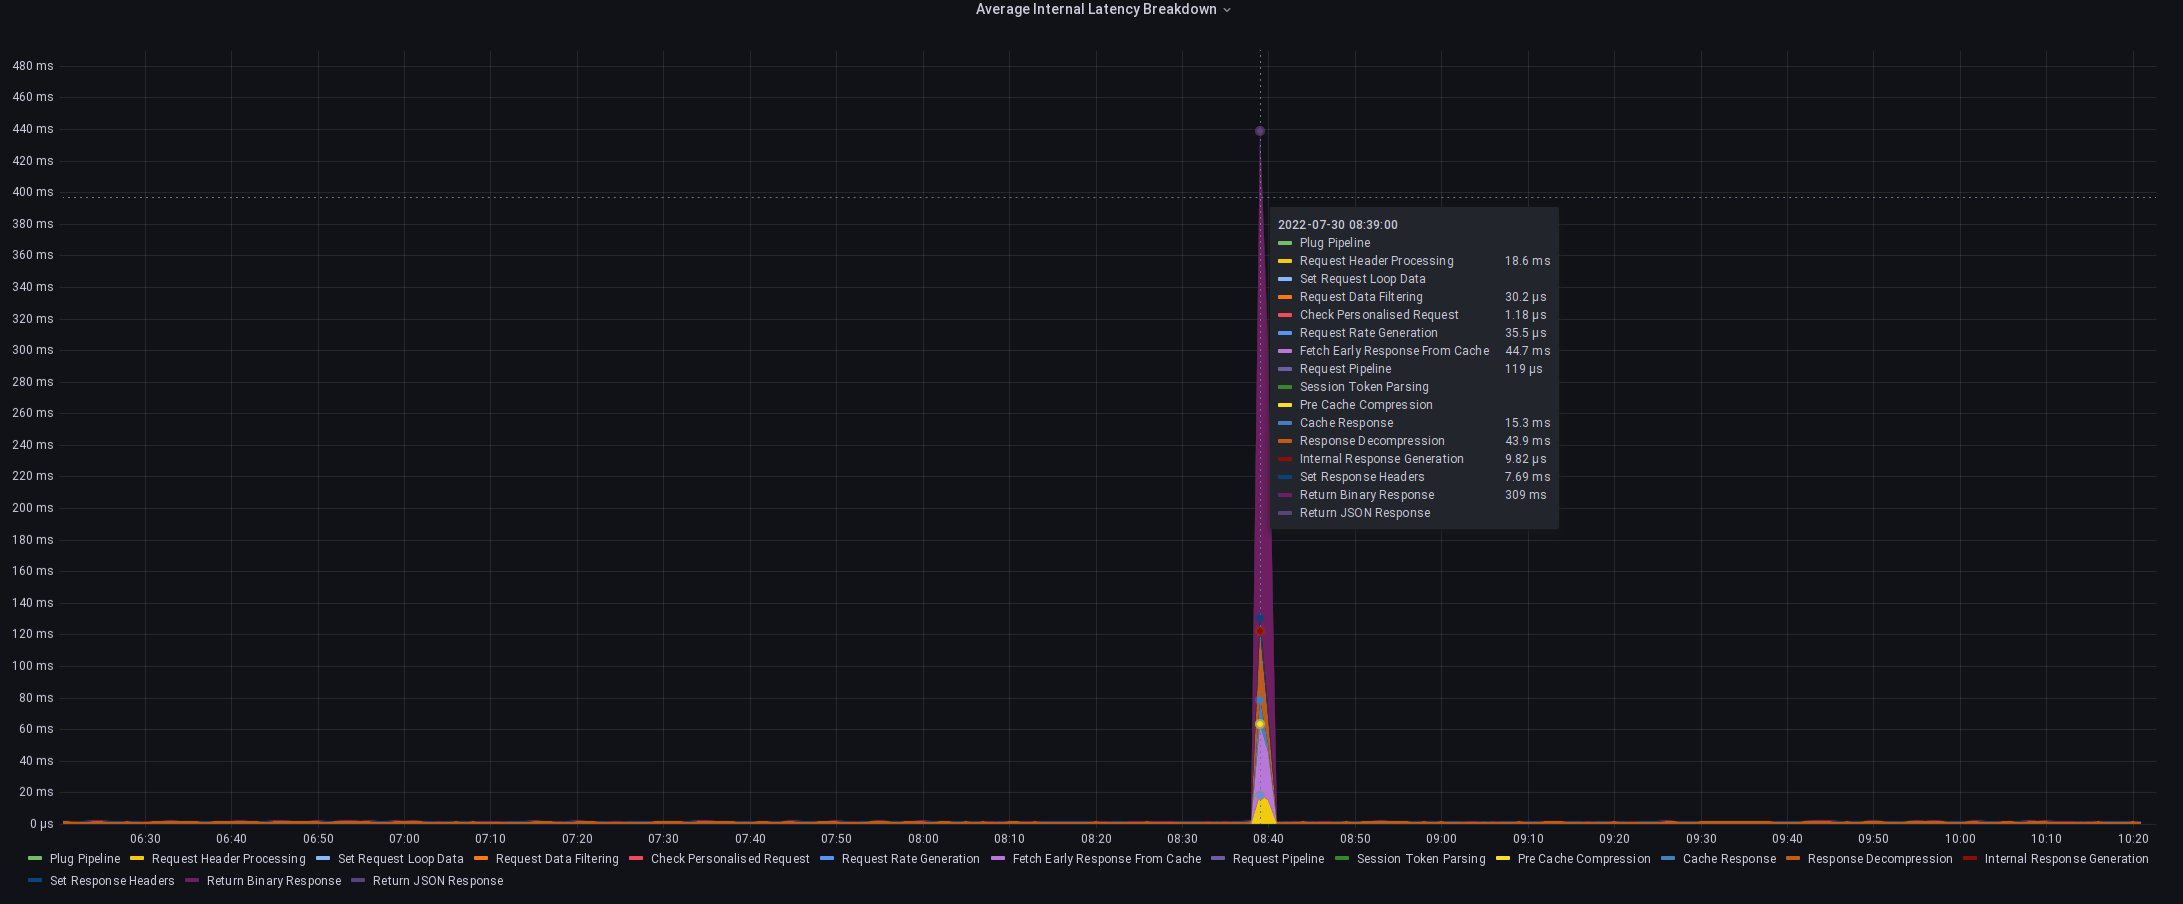 Average Internal Latency Breakdown
480 ms
460 ms
440 ms
420 ms
400 ms
380 ms
360 ms
340 ms
320 ms
300 ms
280 ms
260 ms
240 ms
220 ms
200 ms
180 ms
160 ms
140 ms
120 ms
100 ms
80 ms
60 ms
40 ms
20 ms
0 µs
2022-07-30 08:39:00
Plug Pipeline
Request Header Processing 18.6 ms
Set Request Loop Data
Request Data Filtering 30.2 µs
Check Personalised Request 1.18 µs
Request Rate Generation 35.5 µs
Fetch Early Response From Cache 44.7 ms
Request Pipeline 119 µs
Session Token Parsing
Pre Cache Compression
Cache Response 15.3 ms
Response Decompression 43.9 ms
Internal Response Generation 9.82 µs
Set Response Headers 7.69 ms
Return Binary Response 309 ms
Return JSON Response
06:30 06:40 06:50 07:00 07:10 07:20 07:30 07:40 07:50 08:00 08:10 08:20 08:30 08:40 08:50 09:00 09:10 09:20 09:30 09:40 09:50 10:00 10:10 10:20
Plug Pipeline Request Header Processing Set Request Loop Data Request Data Filtering Check Personalised Request Request Rate Generation Fetch Early Response From Cache Request Pipeline Session Token Parsing Pre Cache Compression Cache Response Response Decompression Internal Response Generation
Set Response Headers Return Binary Response Return JSON Response